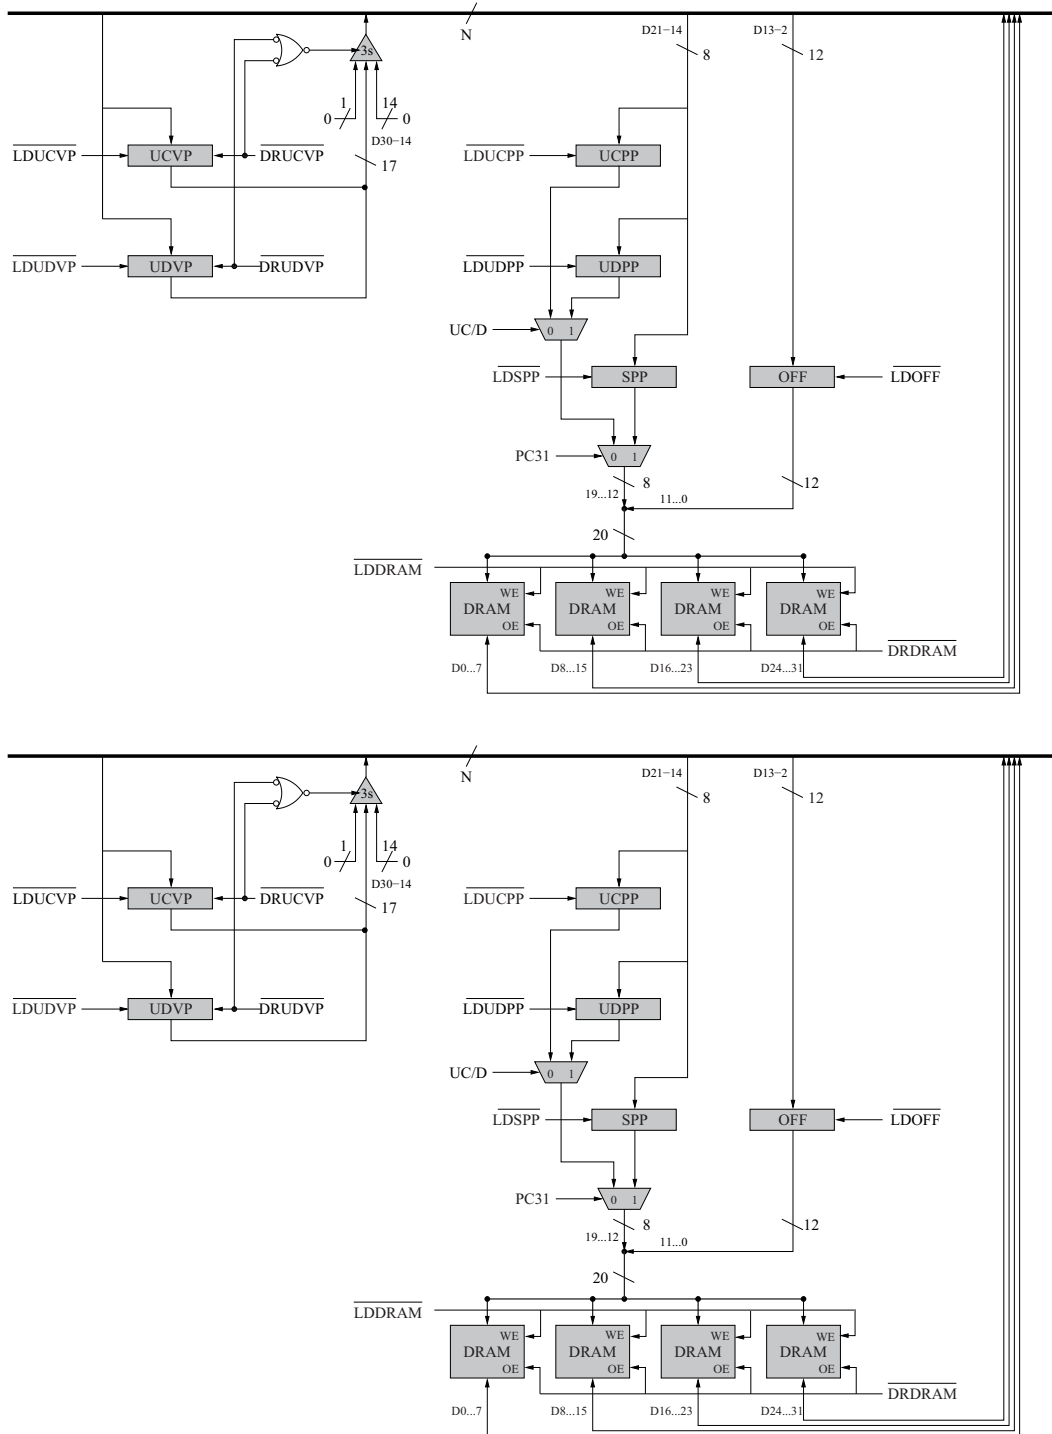 N
D21−14
8
D13−2
12
3s
1
0
14
0
D30−14
17
LDUCVP
UCVP
DRUCVP
LDUCPP
UCPP
LDUDVP
UDVP
DRUDVP
LDUDPP
UDPP
UC/D
0 1
LDSPP
SPP
OFF
LDOFF
PC31
0 1
8
19...12
11...0
12
20
LDDRAM
WE
DRAM
OE
WE
DRAM
OE
WE
DRAM
OE
WE
DRAM
OE
DRDRAM
D0...7
D8...15
D16...23
D24...31
N
D21−14
8
D13−2
12
3s
1
0
14
0
D30−14
17
LDUCVP
UCVP
DRUCVP
LDUCPP
UCPP
LDUDVP
UDVP
DRUDVP
LDUDPP
UDPP
UC/D
0 1
LDSPP
SPP
OFF
LDOFF
PC31
0 1
8
19...12
11...0
12
20
LDDRAM
WE
DRAM
OE
WE
DRAM
OE
WE
DRAM
OE
WE
DRAM
OE
DRDRAM
D0...7
D8...15
D16...23
D24...31